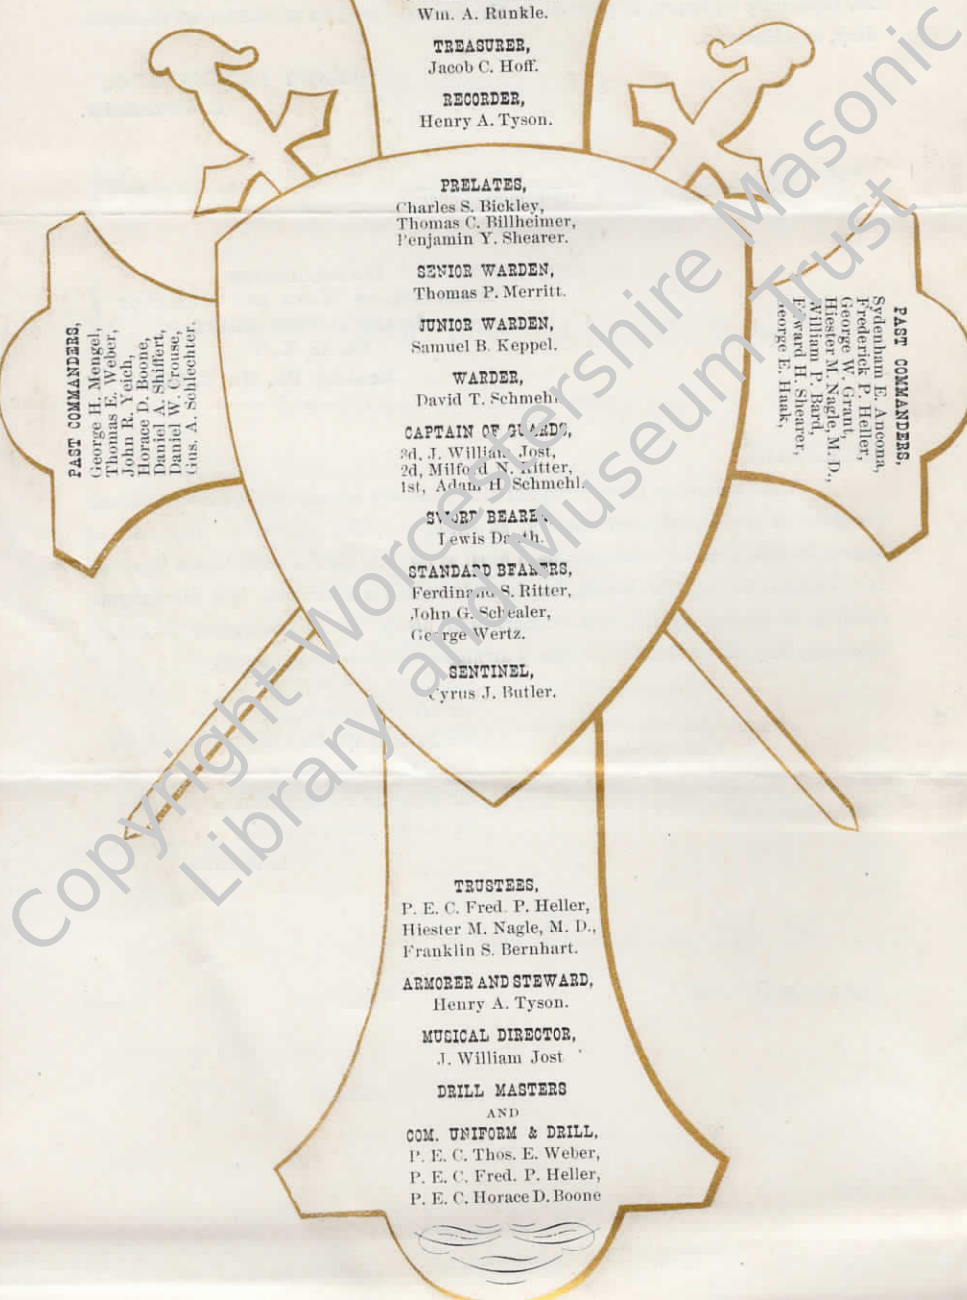 Wm. A. Runkle.
TREASURER,
Jacob C. Hoff.
RECORDER,
Henry A. Tyson.
PRELATES,
Charles S. Bickley,
Thomas C. Billheimer,
Benjamin Y. Shearer.
SENIOR WARDEN,
Thomas P. Merritt.
JUNIOR WARDEN,
Samuel B. Keppel.
WARDER,
David T. Schmehl.
CAPTAIN OF GUARDS,
3d, J. William Jost,
2d, Milford N. Ritter,
1st, Adam H. Schmehl.
SWORD BEARER,
Lewis
STANDARD BEARERS,
Ferdinand S. Ritter,
John G. Schealer,
George Wertz.
SENTINEL,
Cyrus J. Butler.
PAST COMMANDERS,
George H. Mengel,
Thomas E. Weber,
John R. Yeich,
Horace D. Boone,
Daniel A. Shiffert,
Daniel W. Crouse,
Gus. A. Schlechter,
PAST COMMANDERS,
Sydenham E. Ancona,
Frederick P. Heller,
George W. Grant,
Hiester M. Nagle, M. D.,
William P. Bard,
Edward H. Shearer,
George E. Haak,
TRUSTEES,
P. E. C. Fred. P. Heller,
Hiester M. Nagle, M. D.,
Franklin S. Bernhart.
ARMORER AND STEWARD,
Henry A. Tyson.
MUSICAL DIRECTOR,
J. William Jost
DRILL MASTERS
AND
COM. UNIFORM & DRILL,
P. E. C. Thos. E. Weber,
P. E. C. Fred. P. Heller,
P. E. C. Horace D. Boone
Copyright Worcestershire Masonic
Library and Museum Trust